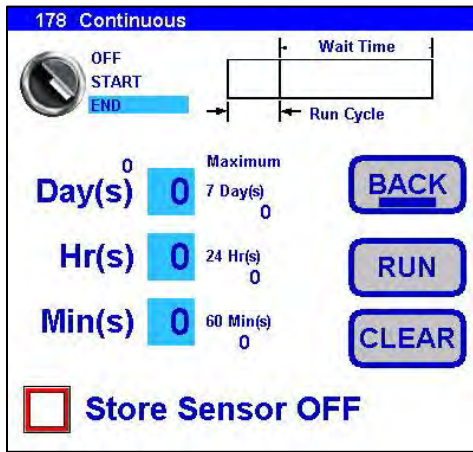 178 Continuous
OFF
START
END
Wait Time
Run Cycle
0
Maximum
Day(s) 0 7 Day(s)
0
BACK
Hr(s) 0 24 Hr(s)
0
RUN
Min(s) 0 60 Min(s)
0
CLEAR
Store Sensor OFF